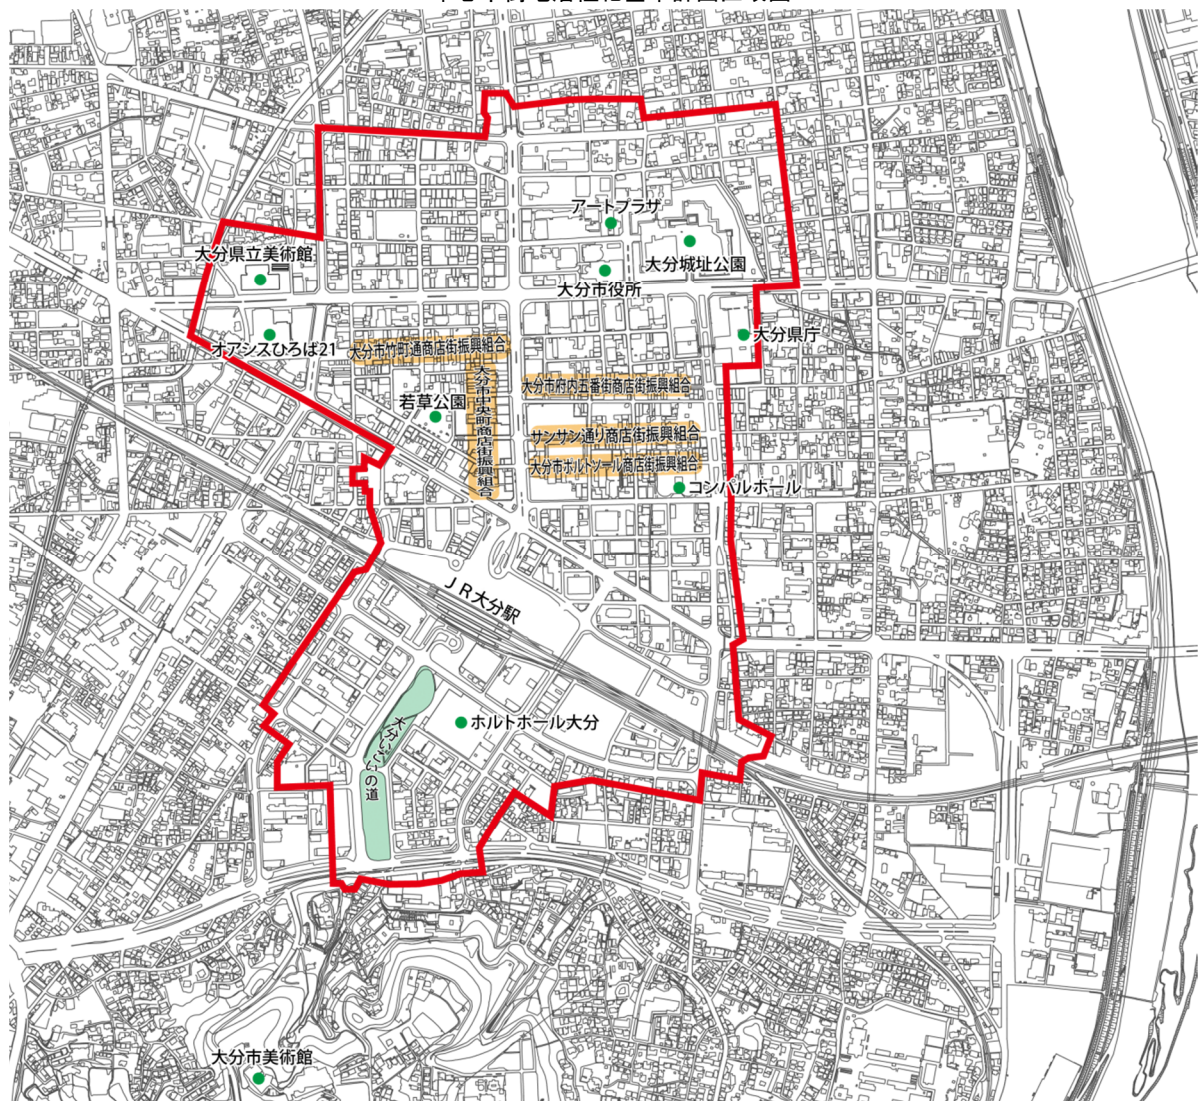 アートプラザ
大分県立美術館
大分城址公園
大分市役所
大分県庁
オアシスひろば21
大分市竹町通商店街振興組合
大分市中央町商店街振興組合
大分市府内五番街商店街振興組合
若草公園
サンサン通り商店街振興組合
大分市ポルトソール商店街振興組合
コンパルホール
JR大分駅
ホルトホール大分
大分いこいの道
大分市美術館